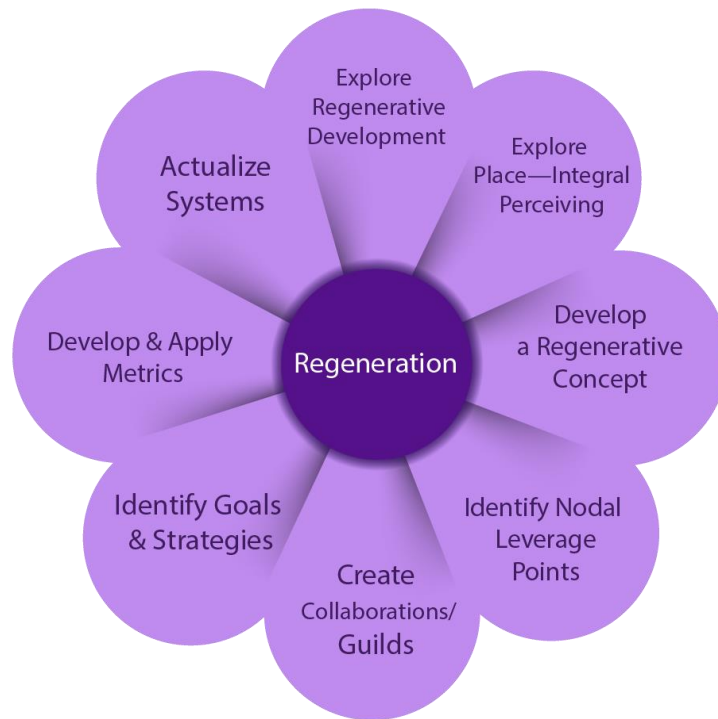 Explore
Regenerative
Development
Explore
Place—Integral
Perceiving
Develop
a Regenerative
Concept
Identify Nodal
Leverage
Points
Create
Collaborations/
Guilds
Identify Goals
& Strategies
Develop & Apply
Metrics
Actualize
Systems
Regeneration